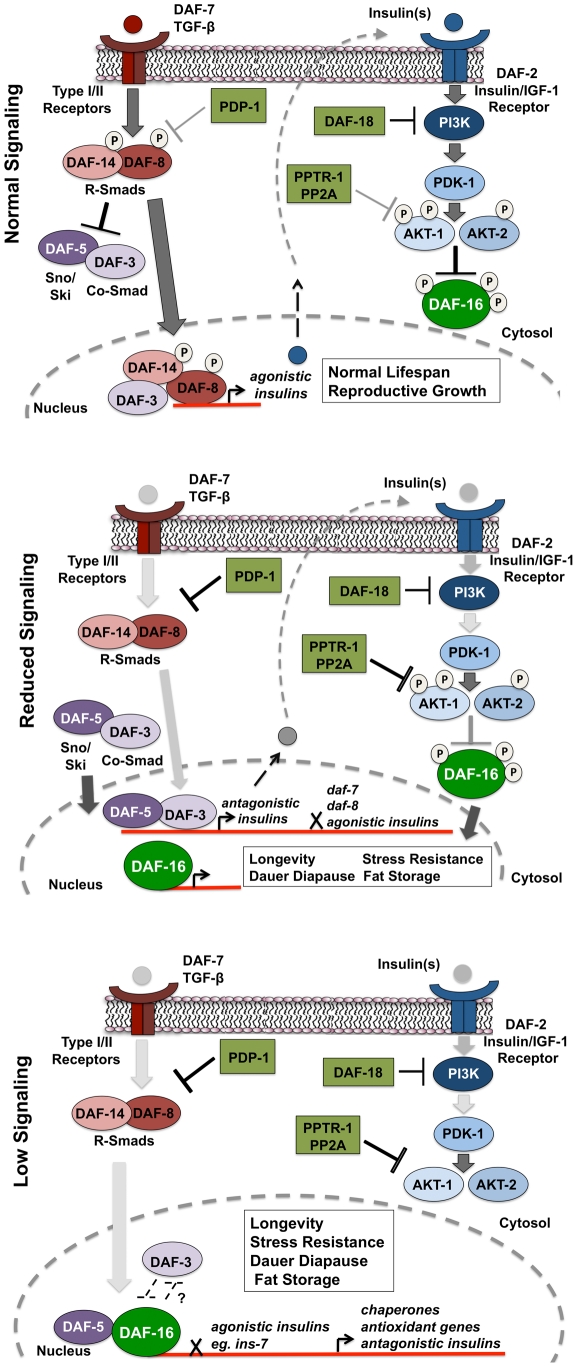 Normal Signaling
DAF-7
TGF-β
Insulin(s)
Type I/II
Receptors
PDP-1
DAF-2
Insulin/IGF-1
Receptor
DAF-18
PI3K
P
P
DAF-14
DAF-8
R-Smads
PPTR-1
PP2A
PDK-1
P
P
P
AKT-1
AKT-2
DAF-5
DAF-3
Sno/
Ski
Co-Smad
P
P
P
DAF-16
Cytosol
P
P
DAF-14
DAF-8
DAF-3
agonistic
insulins
Normal Lifespan
Reproductive Growth
Nucleus
Reduced Signaling
DAF-7
TGF-β
Insulin(s)
Type I/II
Receptors
PDP-1
DAF-2
Insulin/IGF-1
Receptor
DAF-18
PI3K
DAF-14
DAF-8
R-Smads
PPTR-1
PP2A
PDK-1
P
P
P
AKT-1
AKT-2
DAF-5
DAF-3
Sno/
Ski
Co-Smad
P
P
P
DAF-16
DAF-5
DAF-3
antagonistic
insulins
X
daf-7
daf-8
agonistic insulins
DAF-16
Longevity Stress Resistance
Dauer Diapause Fat Storage
Nucleus
Cytosol
Low Signaling
DAF-7
TGF-β
Insulin(s)
Type I/II
Receptors
PDP-1
DAF-2
Insulin/IGF-1
Receptor
DAF-18
PI3K
DAF-14
DAF-8
R-Smads
PPTR-1
PP2A
PDK-1
AKT-1
AKT-2
Cytosol
Longevity
Stress Resistance
Dauer Diapause
Fat Storage
DAF-3
?
DAF-5
DAF-16
Nucleus
X
agonistic insulins
eg. ins-7
chaperones
antioxidant genes
antagonistic insulins